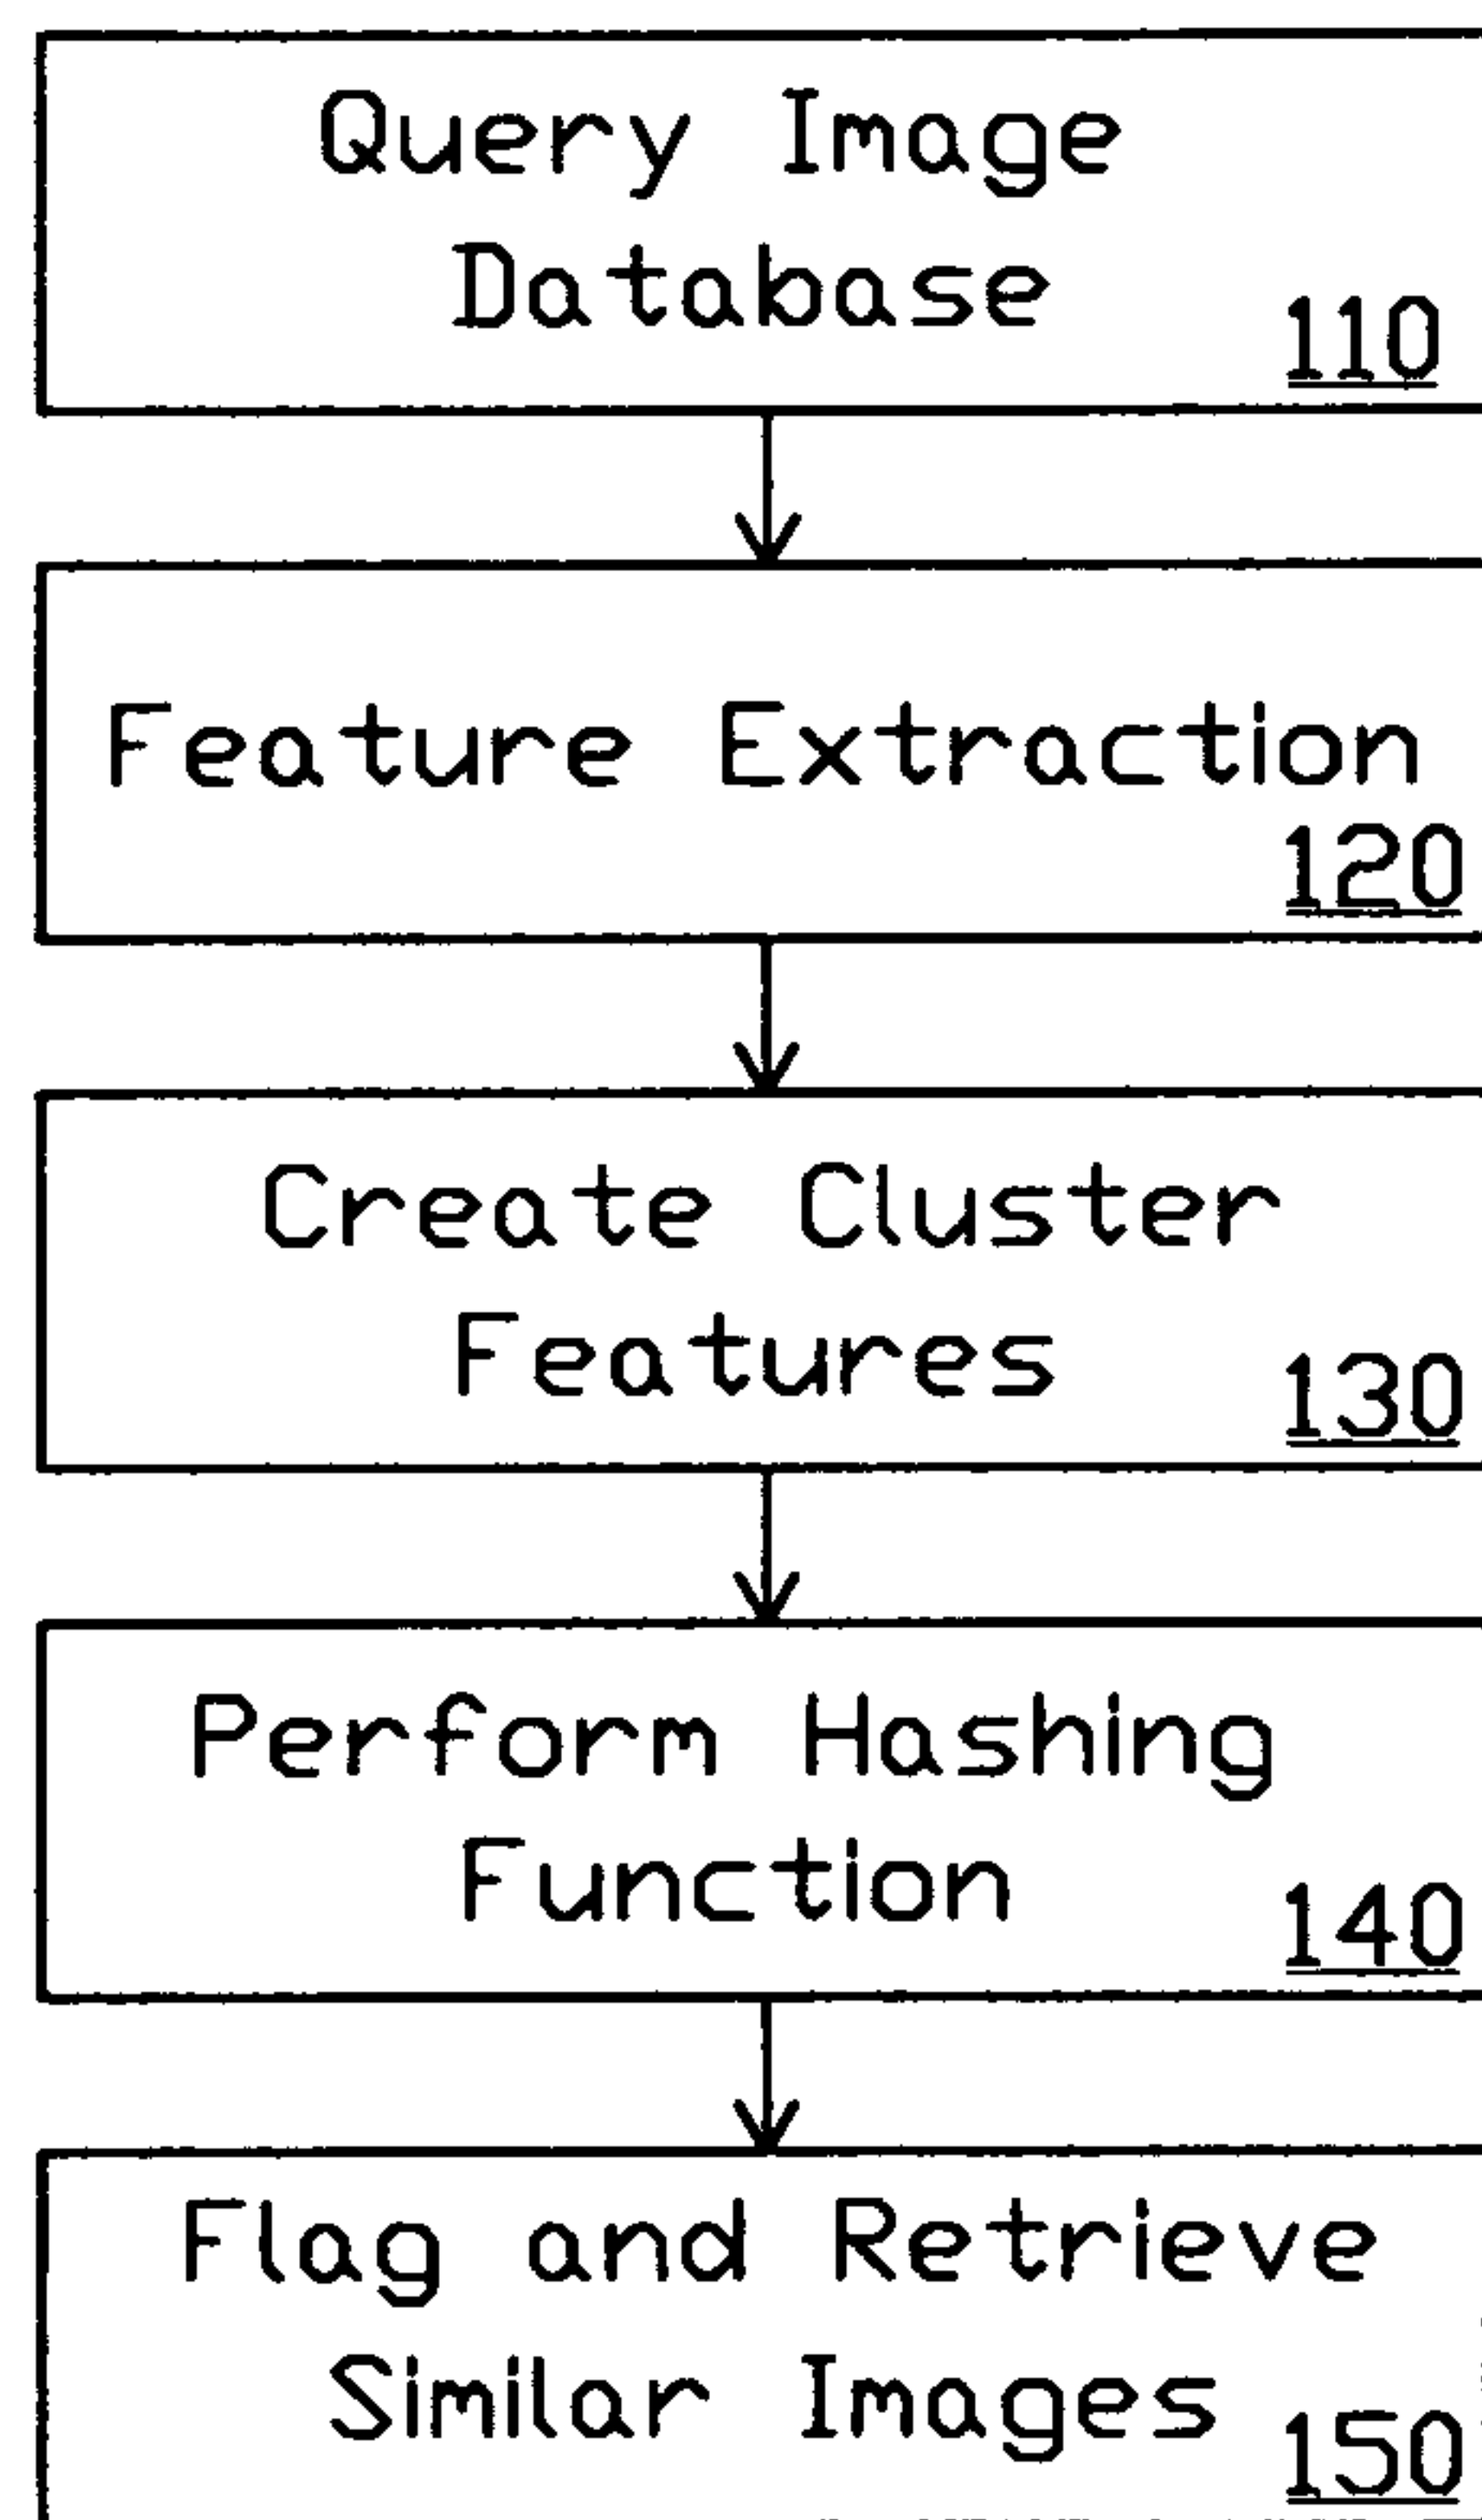 Query Image
Database
110
Feature Extraction
120
Create Cluster
Features
130
Perform Hashing
Function
140
Flag and Retrieve
Similar Images
150